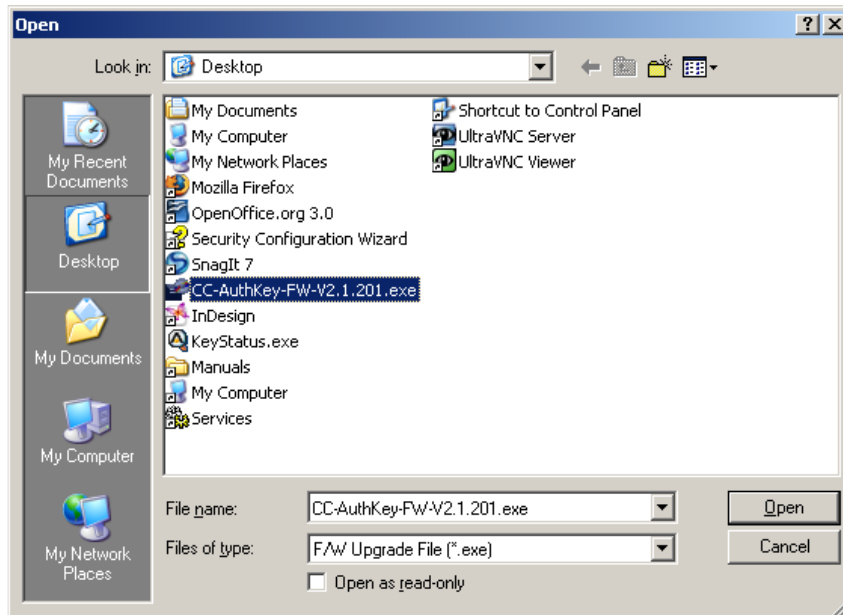 Open
Look in:
Desktop
My Recent
Documents
Desktop
My Documents
My Computer
My Network
Places
My Documents
My Computer
My Network Places
Mozilla Firefox
OpenOffice.org 3.0
Security Configuration Wizard
SnagIt 7
CC-AuthKey-FW-V2.1.201.exe
InDesign
KeyStatus.exe
Manuals
My Computer
Services
Shortcut to Control Panel
UltraVNC Server
UltraVNC Viewer
File name:
CC-AuthKey-FW-V2.1.201.exe
Open
Files of type:
F/W Upgrade File (*.exe)
Cancel
Open as read-only